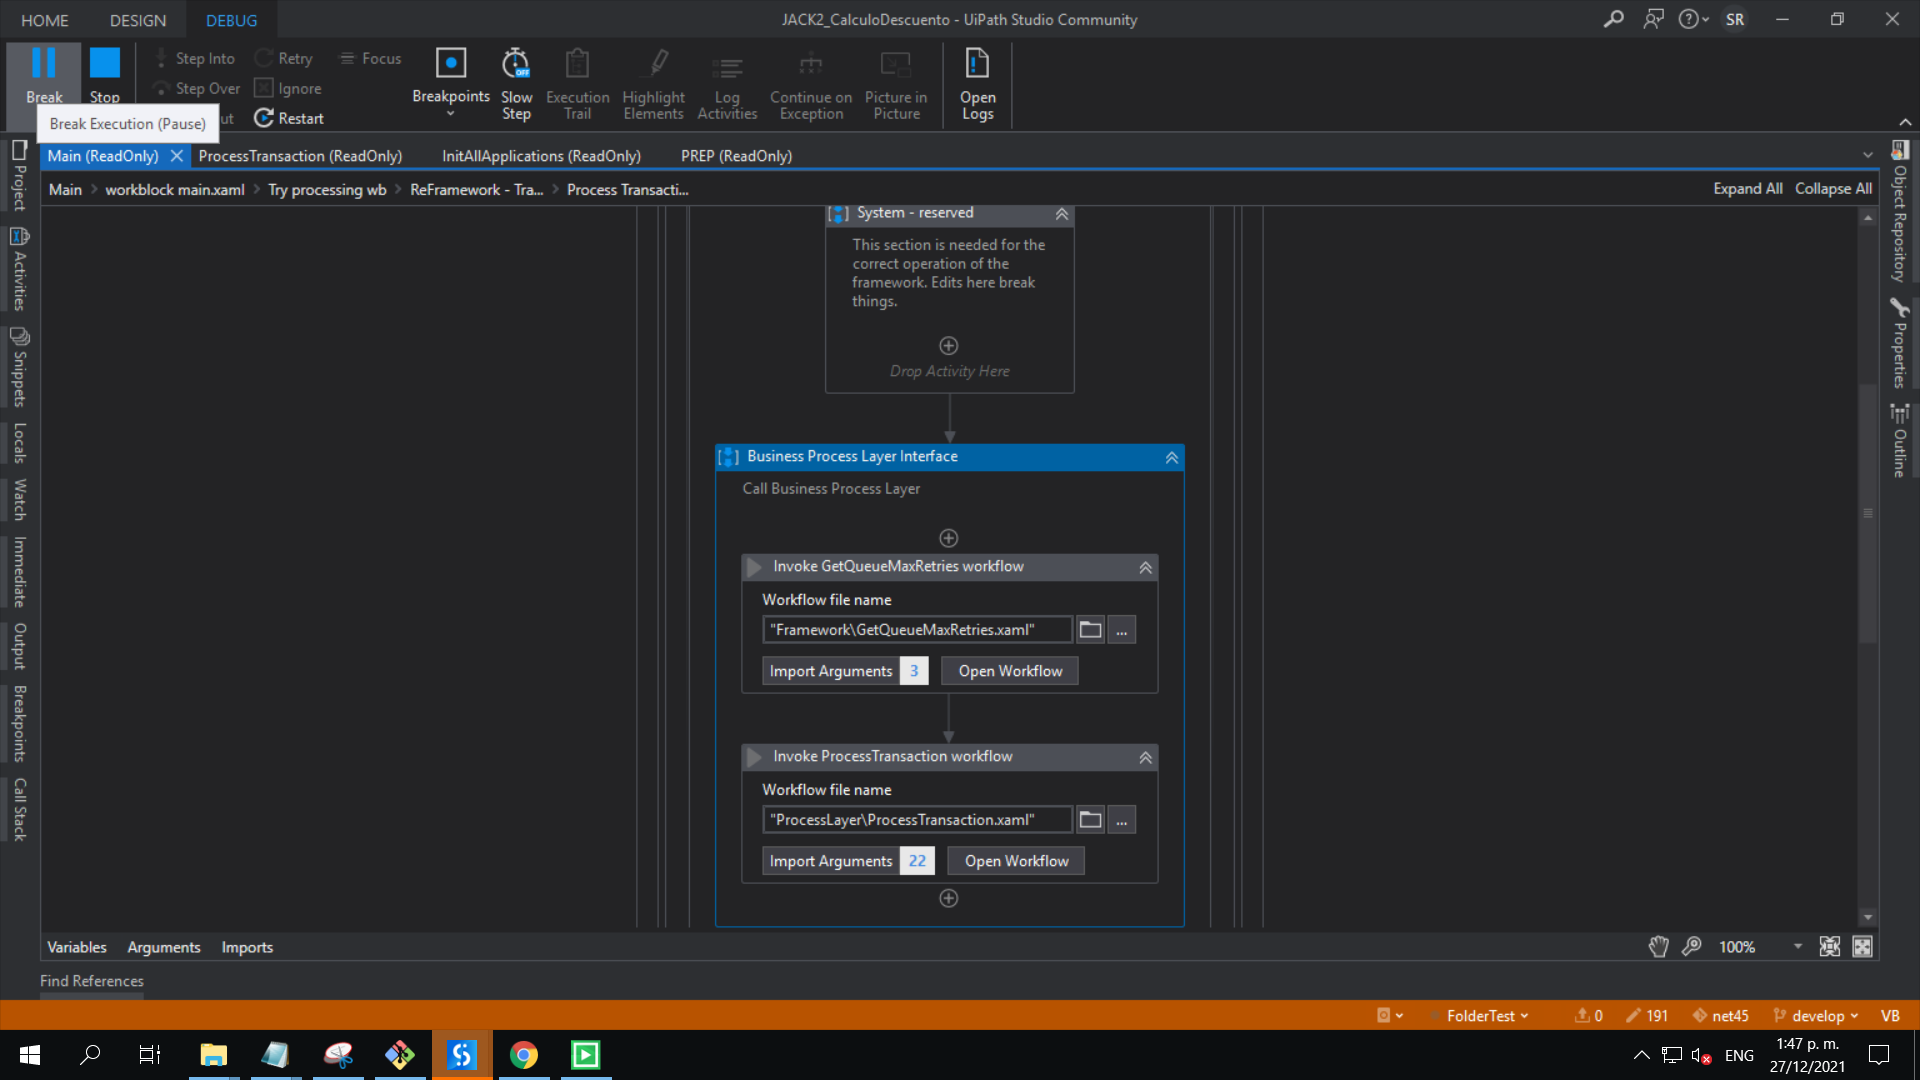 HOME DESIGN DEBUG
JACK2_CalculoDescuento - UiPath Studio Community
SR
Break
Stop
Step Into
Step Over
ut
Retry
Ignore
Restart
Focus
Breakpoints
Slow
Step
Execution
Trail
Highlight
Elements
Log
Activities
Continue on
Exception
Picture in
Picture
Open
Logs
Break Execution (Pause)
Main (ReadOnly) ProcessTransaction (ReadOnly) InitAllApplications (ReadOnly) PREP (ReadOnly)
Main > workblock main.xaml > Try processing wb > ReFramework - Tra... > Process Transacti...
Expand All Collapse All
Project
Activities
Snippets
Locals
Watch
Immediate
Output
Breakpoints
Call Stack
System - reserved
This section is needed for the
correct operation of the
framework. Edits here break
things.
Drop Activity Here
Business Process Layer Interface
Call Business Process Layer
Invoke GetQueueMaxRetries workflow
Workflow file name
"Framework\GetQueueMaxRetries.xaml"
...
Import Arguments 3 Open Workflow
Invoke ProcessTransaction workflow
Workflow file name
"ProcessLayer\ProcessTransaction.xaml"
...
Import Arguments 22 Open Workflow
Object Repository
Properties
Outline
Variables Arguments Imports
100%
Find References
FolderTest 0 191 net45 develop VB
OFF
ENG
1:47 p. m.
27/12/2021